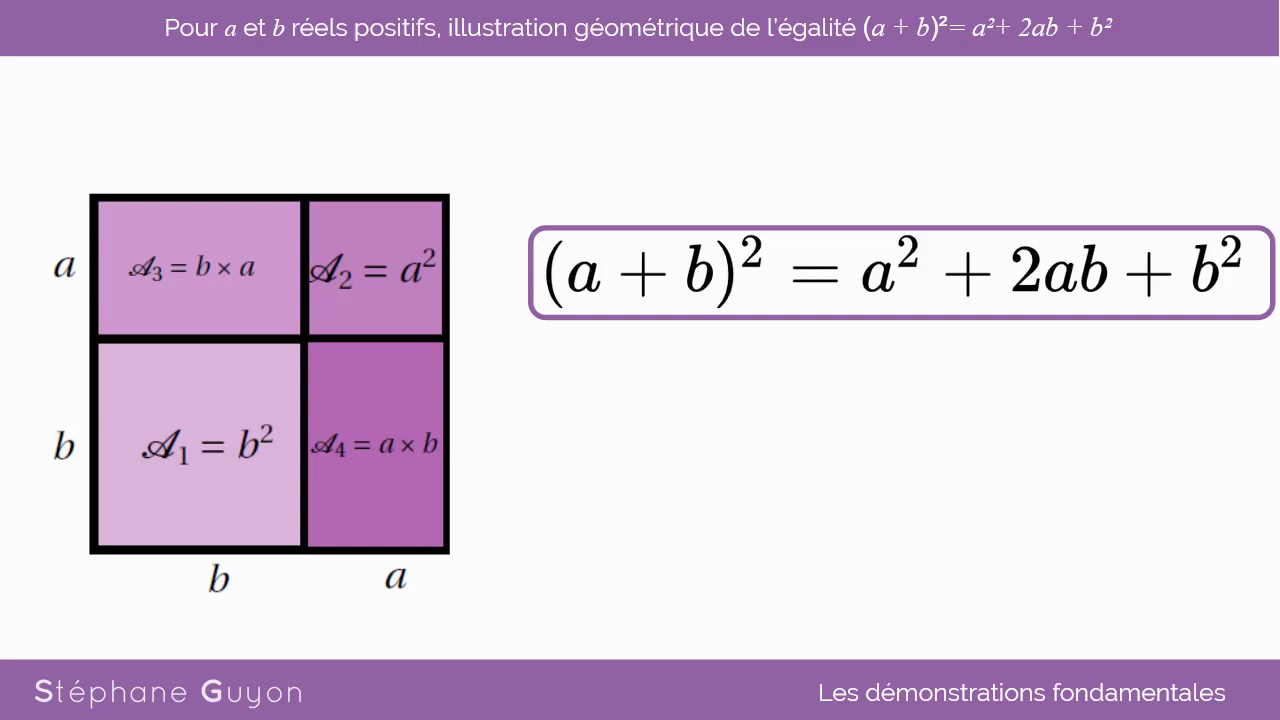 Pour a et b réels positifs, illustration géométrique de l'égalité (a + b)²= a²+ 2ab + b²
a
𝒜₃ = b × a
𝒜₂ = a²
(a + b)² = a² + 2ab + b²
b
𝒜₁ = b²
𝒜₄ = a × b
b
a
Stéphane Guyon
Les démonstrations fondamentales